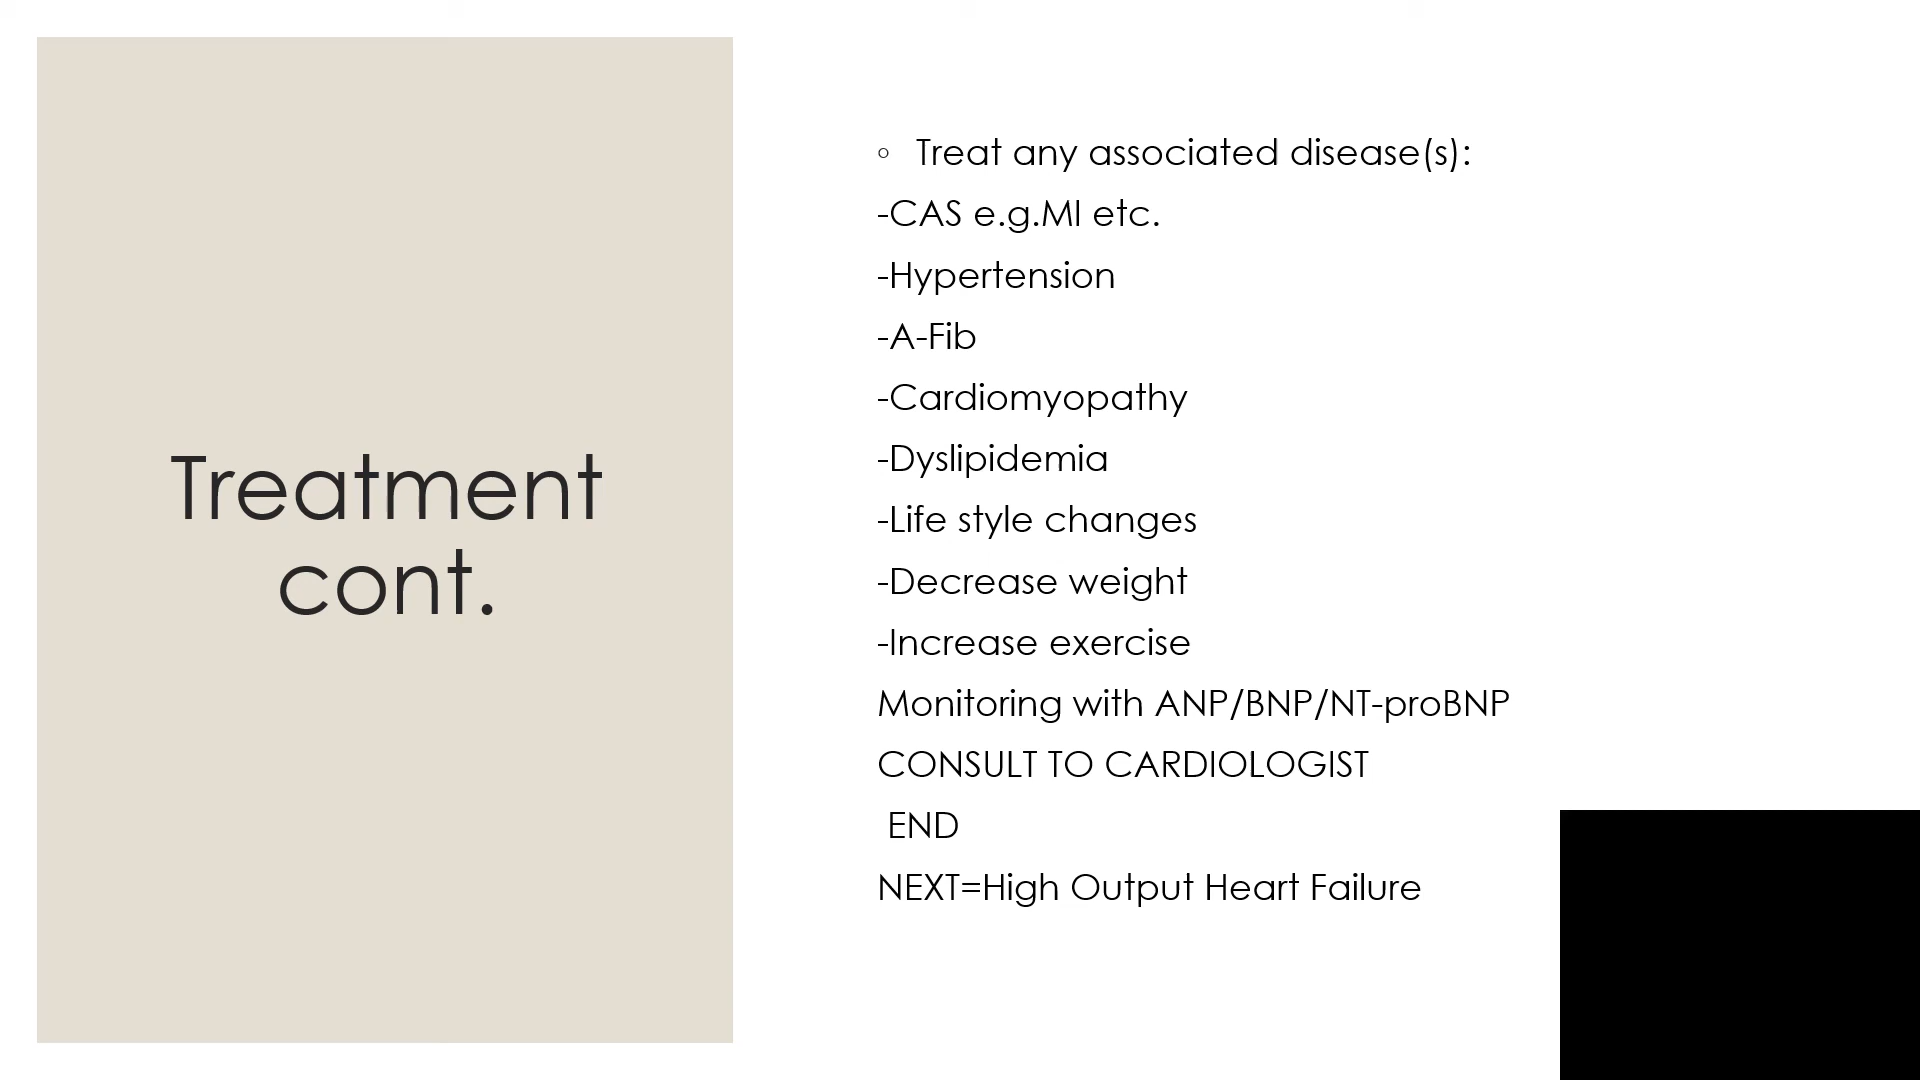 Treatment
cont.
◦ Treat any associated disease(s):
-CAS e.g.MI etc.
-Hypertension
-A-Fib
-Cardiomyopathy
-Dyslipidemia
-Life style changes
-Decrease weight
-Increase exercise
Monitoring with ANP/BNP/NT-proBNP
CONSULT TO CARDIOLOGIST
END
NEXT=High Output Heart Failure